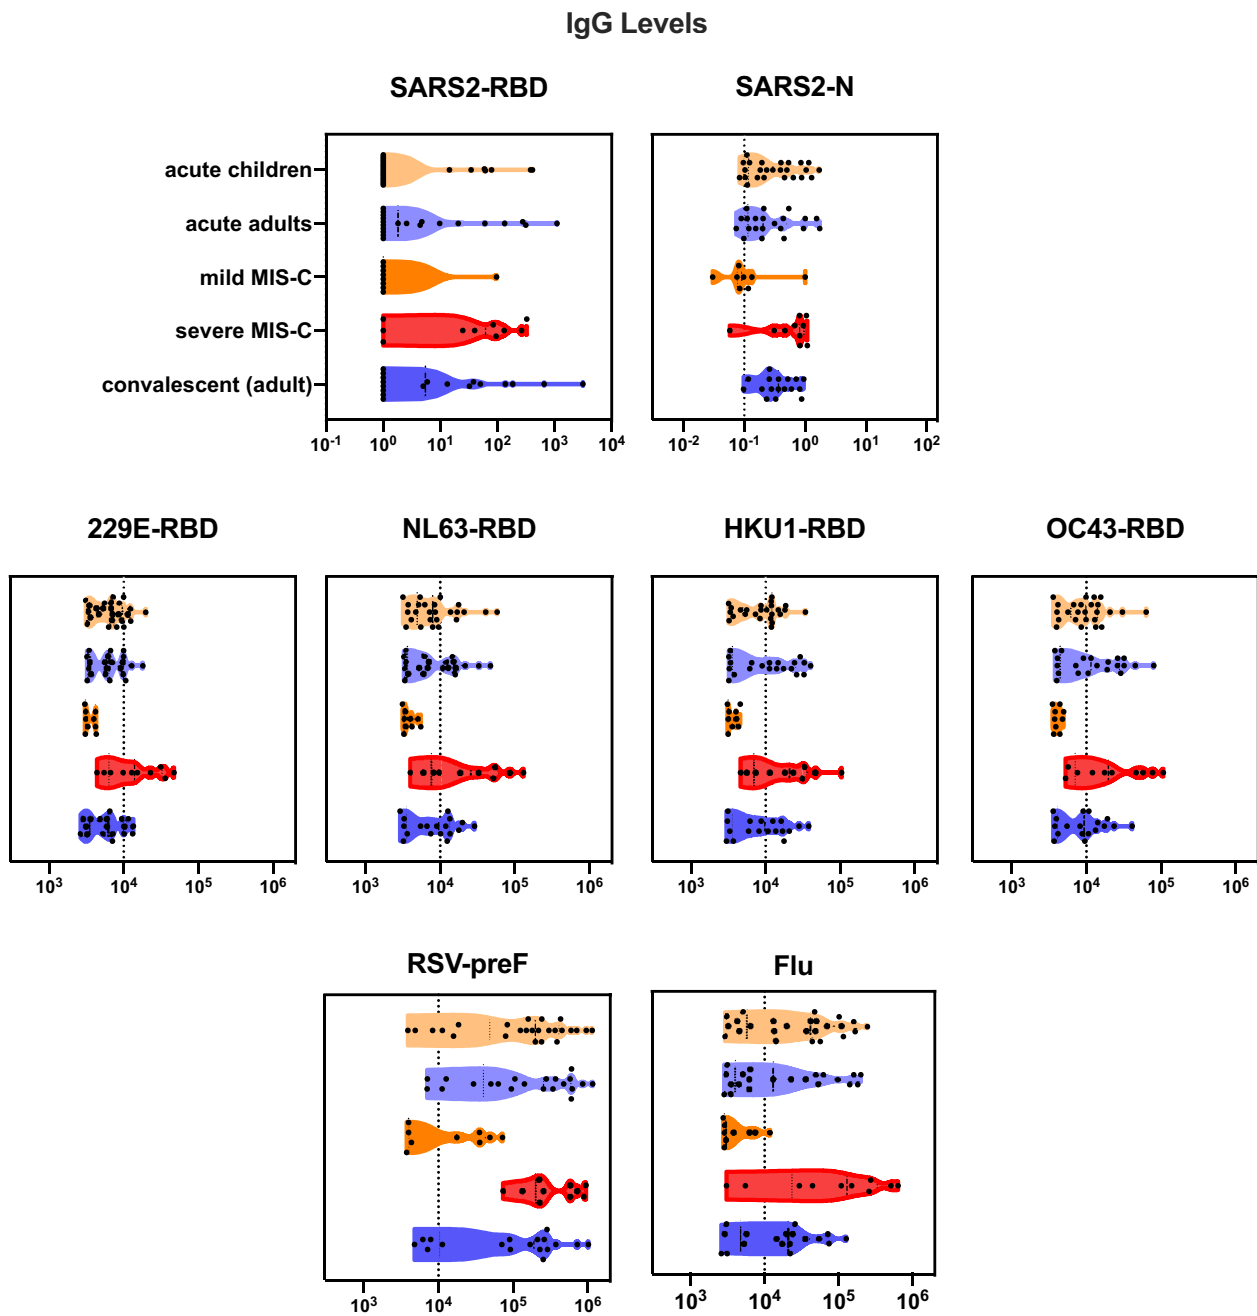 IgG Levels
SARS2-RBD SARS2-N
acute children
acute adults
mild MIS-C
severe MIS-C
convalescent (adult)
10-1 100 101 102 103 104 10-2 10-1 100 101 102
229E-RBD NL63-RBD HKU1-RBD OC43-RBD
103 104 105 106 103 104 105 106 103 104 105 106 103 104 105 106
RSV-preF Flu
103 104 105 106 103 104 105 106